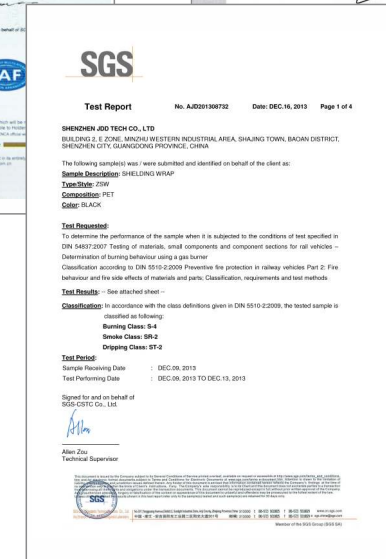 behalf of
AF
SGS
Test Report No. AJD201308732 Date: DEC.16, 2013 Page 1 of 4
SHENZHEN JDD TECH CO., LTD
BUILDING 2, E ZONE, MINZHU WESTERN INDUSTRIAL AREA, SHAJING TOWN, BAOAN DISTRICT,
SHENZHEN CITY, GUANGDONG PROVINCE, CHINA
The following sample(s) was / were submitted and identified on behalf of the client as:
Sample Description: SHIELDING WRAP
Type/Style: ZSW
Composition: PET
Color: BLACK
Test Requested:
To determine the performance of the sample when it is subjected to the conditions of test specified in
DIN 54837:2007 Testing of materials, small components and component sections for rail vehicles –
Determination of burning behaviour using a gas burner
Classification according to DIN 5510-2:2009 Preventive fire protection in railway vehicles Part 2: Fire
behaviour and fire side effects of materials and parts; Classification, requirements and test methods
Test Results: -- See attached sheet --
Classification: In accordance with the class definitions given in DIN 5510-2:2009, the tested sample is
classified as following:
Burning Class: S-4
Smoke Class: SR-2
Dripping Class: ST-2
Test Period:
Sample Receiving Date : DEC.09, 2013
Test Performing Date : DEC.09, 2013 TO DEC.13, 2013
Signed for and on behalf of
SGS-CSTC Co., Ltd.
Allen
Allen Zou
Technical Supervisor
SGS
Member of the SGS Group (SGS SA)